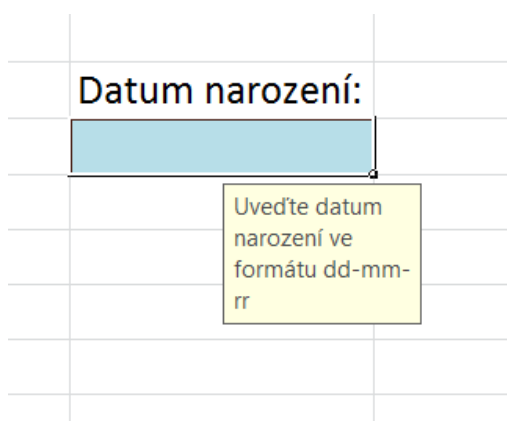 Datum narození:
Uveďte datum
narození ve
formátu dd-mm-
rr